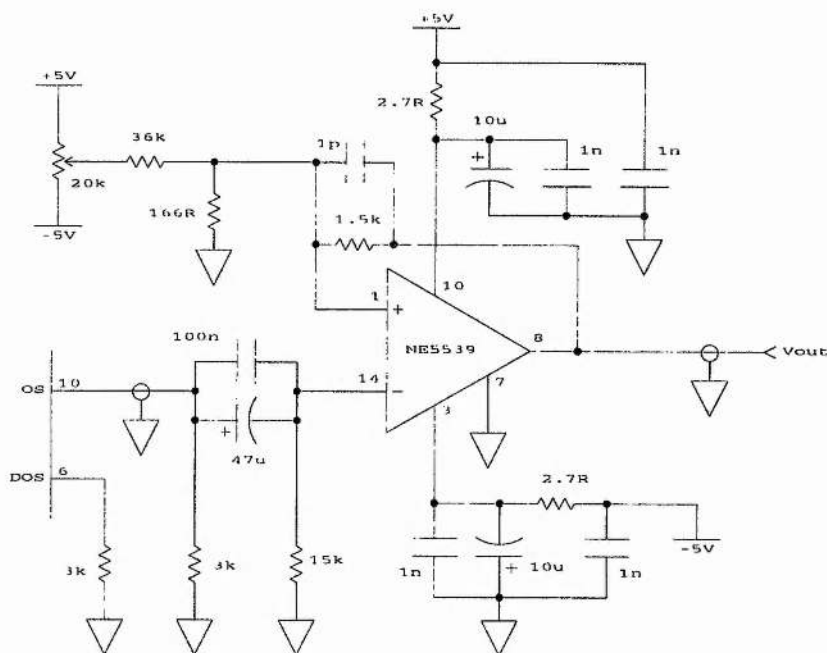 +5V
2.7R
10u
+
1n
1n
+5V
36k
20k
-5V
166R
1p
1.5k
10
1
+
NE5539
8
Vout
14
-
7
3
100n
OS
10
+
47u
DOS
6
3k
3k
15k
2.7R
-5V
1n
+
10u
1n